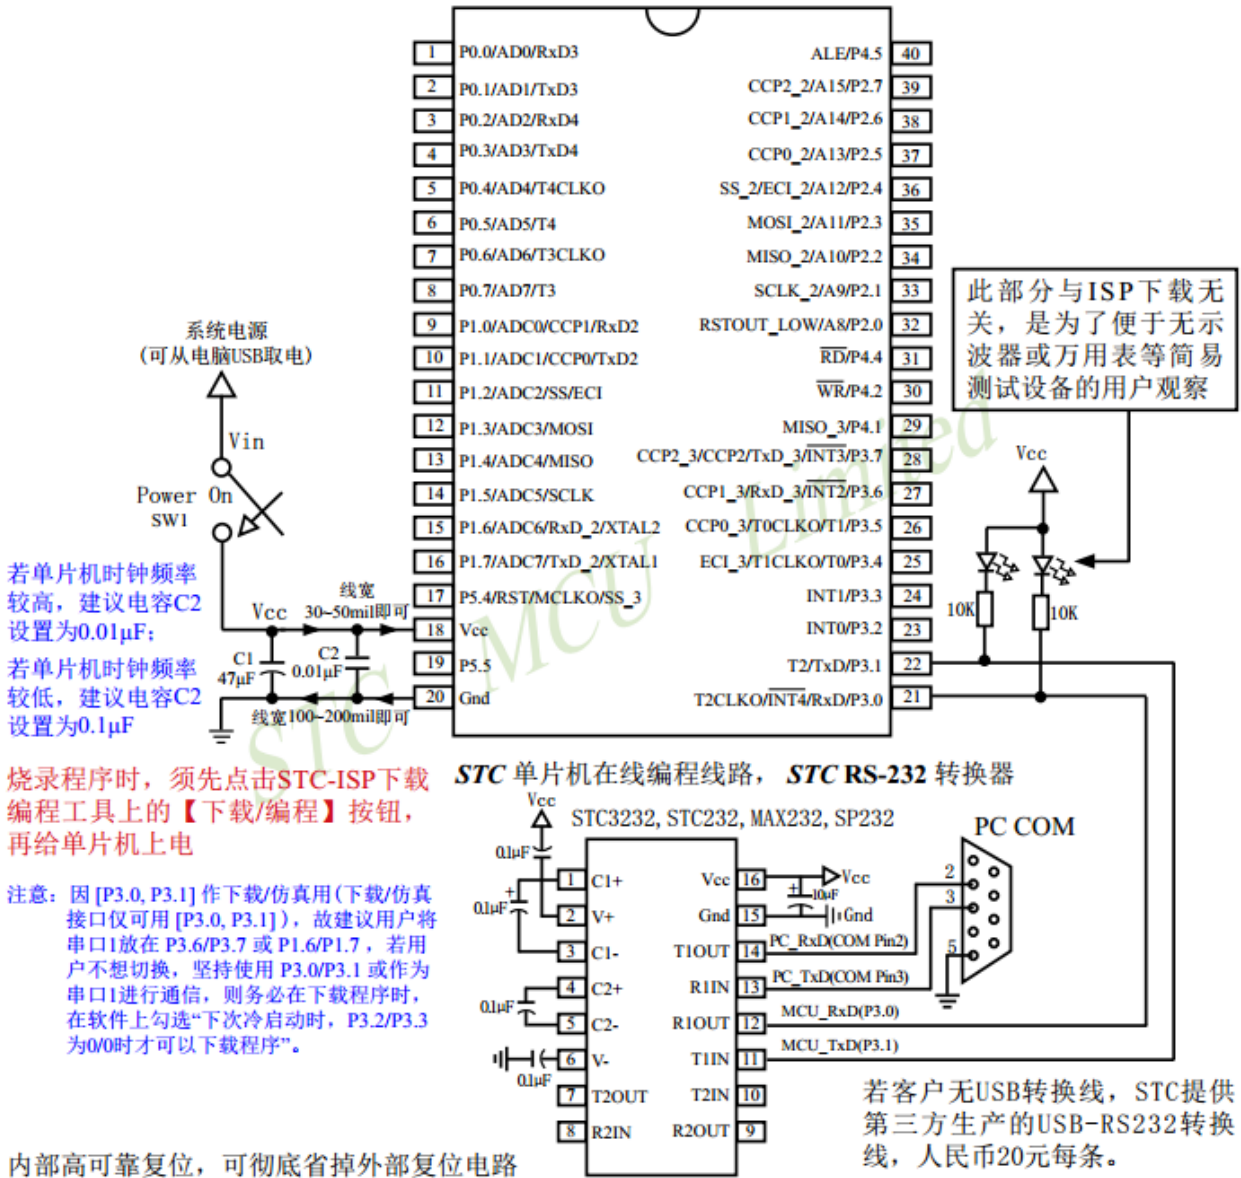 1 P0.0/AD0/RxD3
2 P0.1/AD1/TxD3
3 P0.2/AD2/RxD4
4 P0.3/AD3/TxD4
5 P0.4/AD4/T4CLKO
6 P0.5/AD5/T4
7 P0.6/AD6/T3CLKO
8 P0.7/AD7/T3
9 P1.0/ADC0/CCP1/RxD2
10 P1.1/ADC1/CCP0/TxD2
11 P1.2/ADC2/SS/ECI
12 P1.3/ADC3/MOSI
13 P1.4/ADC4/MISO
14 P1.5/ADC5/SCLK
15 P1.6/ADC6/RxD_2/XTAL2
16 P1.7/ADC7/TxD_2/XTAL1
17 P5.4/RST/MCLKO/SS_3
18 Vcc
19 P5.5
20 Gnd
ALE/P4.5 40
CCP2_2/A15/P2.7 39
CCP1_2/A14/P2.6 38
CCP0_2/A13/P2.5 37
SS_2/ECI_2/A12/P2.4 36
MOSI_2/A11/P2.3 35
MISO_2/A10/P2.2 34
SCLK_2/A9/P2.1 33
RSTOUT_LOW/A8/P2.0 32
RD/P4.4 31
WR/P4.2 30
MISO_3/P4.1 29
CCP2_3/CCP2/TxD_3/INT3/P3.7 28
CCP1_3/RxD_3/INT2/P3.6 27
CCP0_3/T0CLKO/T1/P3.5 26
ECI_3/T1CLKO/T0/P3.4 25
INT1/P3.3 24
INT0/P3.2 23
T2/TxD/P3.1 22
T2CLKO/INT4/RxD/P3.0 21
STC MCU Limited
系统电源
(可从电脑USB取电)
Vin
Power On
SW1
若单片机时钟频率
较高，建议电容C2
设置为0.01μF;
若单片机时钟频率
较低，建议电容C2
设置为0.1μF
Vcc
线宽
30~50mil即可
C1
47μF
C2
0.01μF
线宽100~200mil即可
此部分与ISP下载无
关，是为了便于无示
波器或万用表等简易
测试设备的用户观察
Vcc
10K
10K
烧录程序时，须先点击STC-ISP下载
编程工具上的【下载/编程】按钮，
再给单片机上电
注意：因 [P3.0, P3.1] 作下载/仿真用(下载/仿真
接口仅可用 [P3.0, P3.1] )，故建议用户将
串口1放在 P3.6/P3.7 或 P1.6/P1.7，若用
户不想切换，坚持使用 P3.0/P3.1 或作为
串口1进行通信，则务必在下载程序时，
在软件上勾选“下次冷启动时，P3.2/P3.3
为0/0时才可以下载程序”。
内部高可靠复位，可彻底省掉外部复位电路
STC 单片机在线编程线路， STC RS-232 转换器
Vcc
STC3232, STC232, MAX232, SP232
0.1μF
0.1μF
0.1μF
0.1μF
1 C1+
2 V+
3 C1-
4 C2+
5 C2-
6 V-
7 T2OUT
8 R2IN
Vcc 16
Gnd 15
T1OUT 14
R1IN 13
R1OUT 12
T1IN 11
T2IN 10
R2OUT 9
Vcc
10μF
Gnd
PC_RxD(COM Pin2)
PC_TxD(COM Pin3)
MCU_RxD(P3.0)
MCU_TxD(P3.1)
PC COM
2
3
5
若客户无USB转换线，STC提供
第三方生产的USB-RS232转换
线，人民币20元每条。